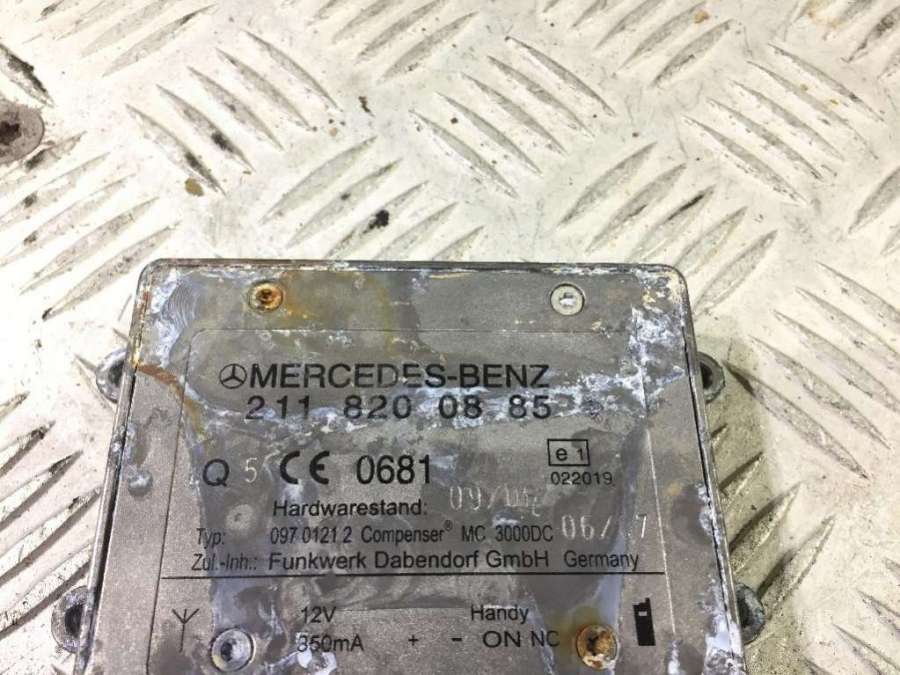 MERCEDES-BENZ
211 820 08 85
Q 5 CE 0681 e 1
022019
Hardwarestand:
Typ: 097 0121 2 Compenser® MC 3000DC
Zul.-Inh.: Funkwerk Dabendorf GmbH Germany
12V Handy
350mA + - ON NC